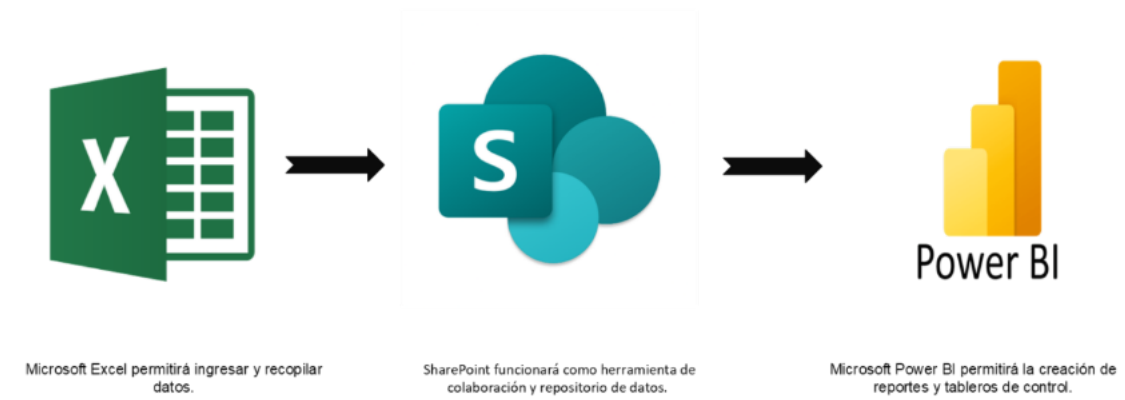 X
S
Power BI
Microsoft Excel permitirá ingresar y recopilar
datos.
SharePoint funcionará como herramienta de
colaboración y repositorio de datos.
Microsoft Power BI permitirá la creación de
reportes y tableros de control.